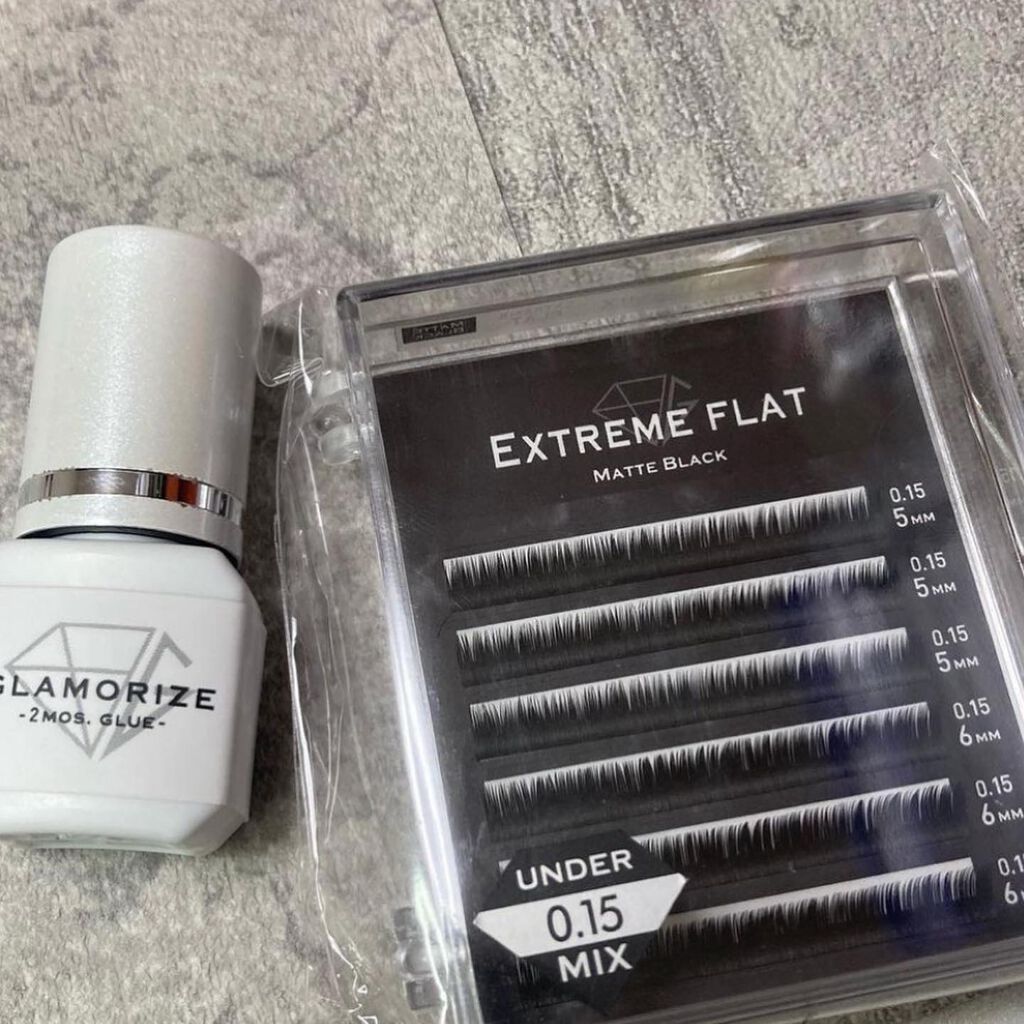 GLAMORIZE
-2MOS. GLUE-
EXTREME FLAT
MATTE BLACK
0.15
5MM
0.15
5MM
0.15
5MM
0.15
6MM
0.15
6MM
UNDER
0.15
MIX